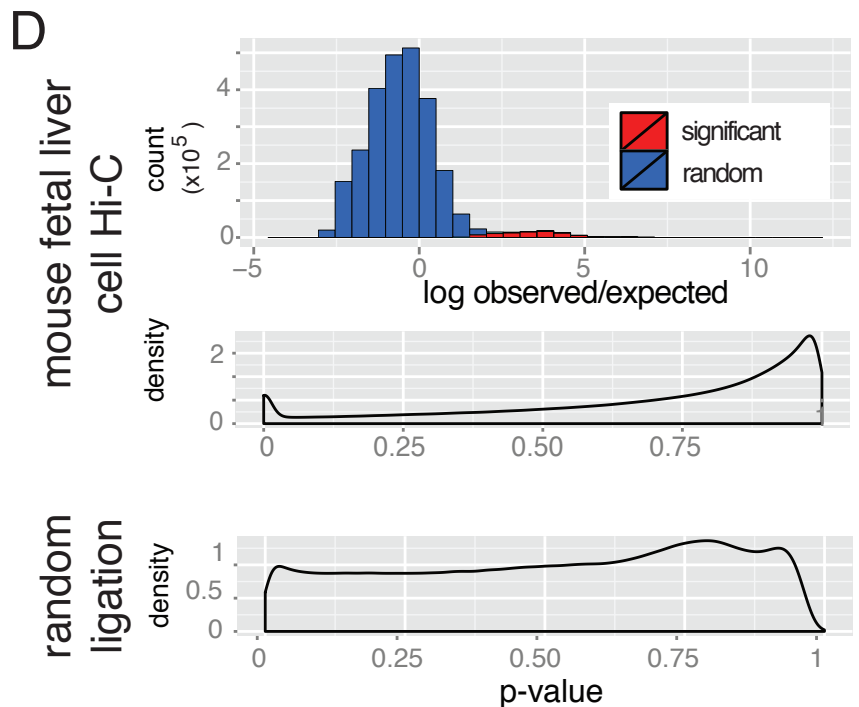 D
mouse fetal liver
cell Hi-C
count
(x10^5 )
4
2
0
significant
random
−5
0
5
10
log observed/expected
density
2
0
0
0.25
0.50
0.75
random
ligation
density
1
0.5
0
0
0.25
0.50
0.75
1
p-value